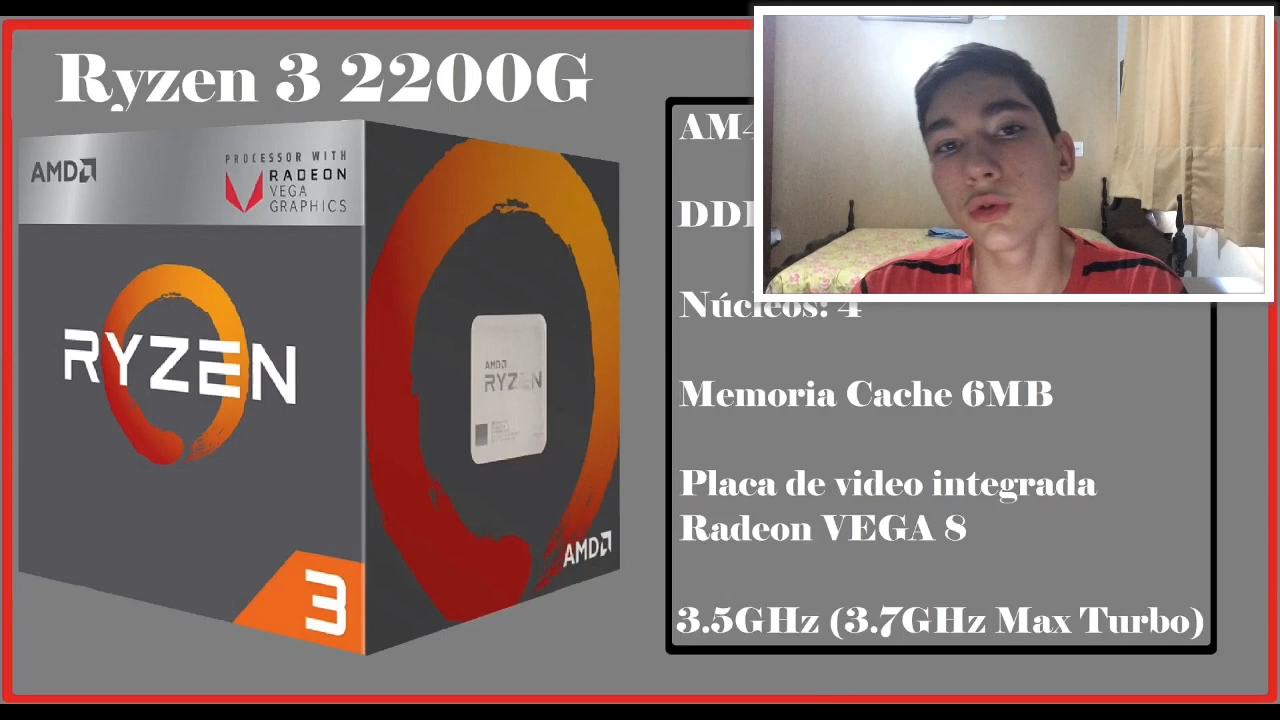 Ryzen 3 2200G
AMD
PROCESSOR WITH
RADEON
VEGA
GRAPHICS
RYZEN
3
AMD
RYZEN
AMD
Núcleos: 4
Memoria Cache 6MB
Placa de video integrada
Radeon VEGA 8
3.5GHz (3.7GHz Max Turbo)